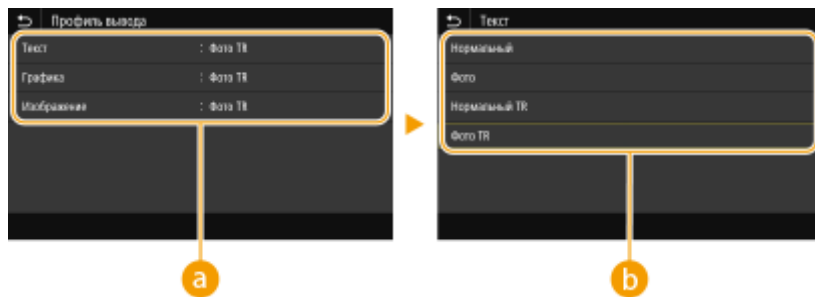 Профиль вывода
Текст : Фото TR
Графика : Фото TR
Изображение : Фото TR
a
Текст
Нормальный
Фото
Нормальный TR
Фото TR
b